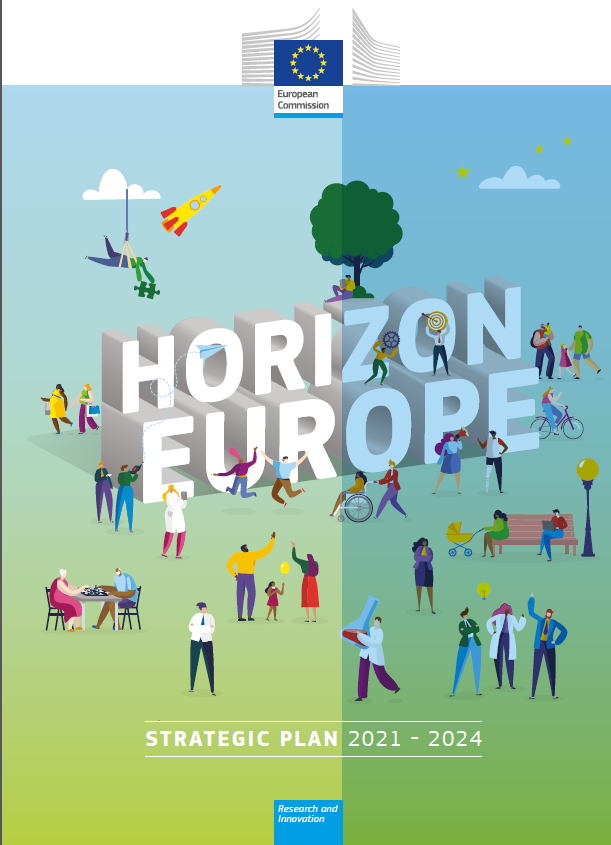 European
Commission
HORIZON
EUROPE
STRATEGIC PLAN 2021 - 2024
Research and
Innovation